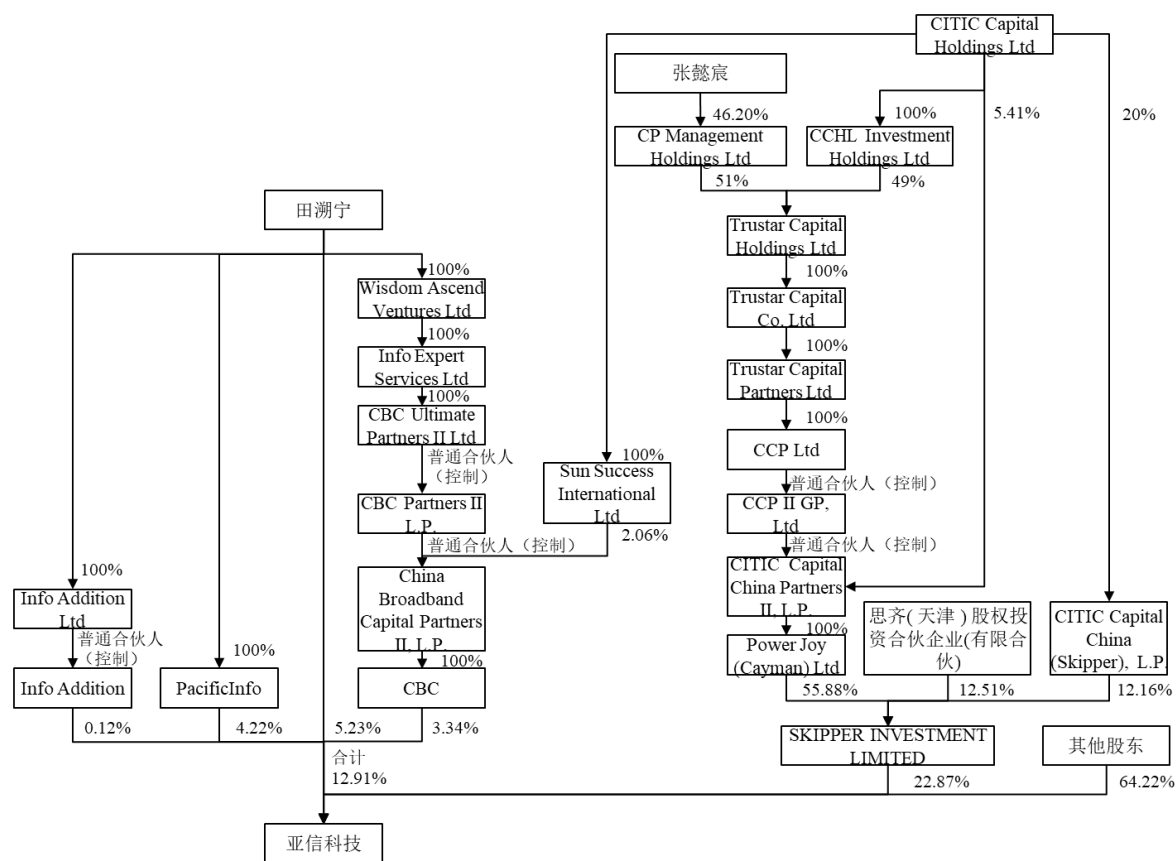 CITIC Capital
Holdings Ltd
张懿宸
46.20%
100%
5.41%
20%
CP Management
Holdings Ltd
CCHL Investment
Holdings Ltd
51%
49%
田溯宁
Trustar Capital
Holdings Ltd
100%
100%
Wisdom Ascend
Ventures Ltd
Trustar Capital
Co. Ltd
100%
100%
Info Expert
Services Ltd
Trustar Capital
Partners Ltd
100%
100%
CBC Ultimate
Partners II Ltd
CCP Ltd
普通合伙人
（控制）
100%
Sun Success
International
Ltd
普通合伙人（控制）
CBC Partners II
L.P.
CCP II GP,
Ltd
2.06%
普通合伙人（控制）
普通合伙人（控制）
100%
China
Broadband
Capital Partners
II, L.P.
CITIC Capital
China Partners
II, L.P.
Info Addition
Ltd
思齐(天津)股权投
资合伙企业(有限合
伙)
CITIC Capital
China
(Skipper), L.P.
普通合伙人
（控制）
100%
100%
100%
Power Joy
(Cayman) Ltd
Info Addition
PacificInfo
CBC
55.88%
12.51%
12.16%
0.12%
4.22%
5.23%
3.34%
SKIPPER INVESTMENT
LIMITED
其他股东
合计
12.91%
22.87%
64.22%
亚信科技